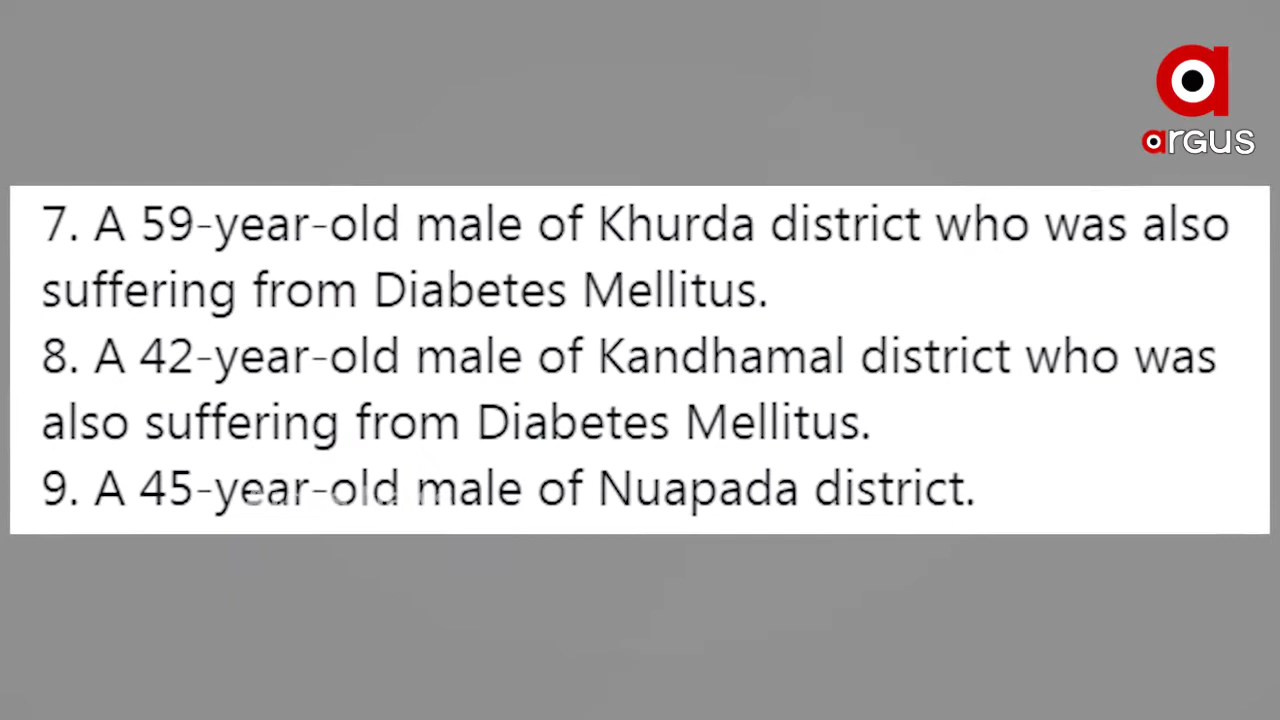 argus
7. A 59-year-old male of Khurda district who was also
suffering from Diabetes Mellitus.
8. A 42-year-old male of Kandhamal district who was
also suffering from Diabetes Mellitus.
9. A 45-year-old male of Nuapada district.